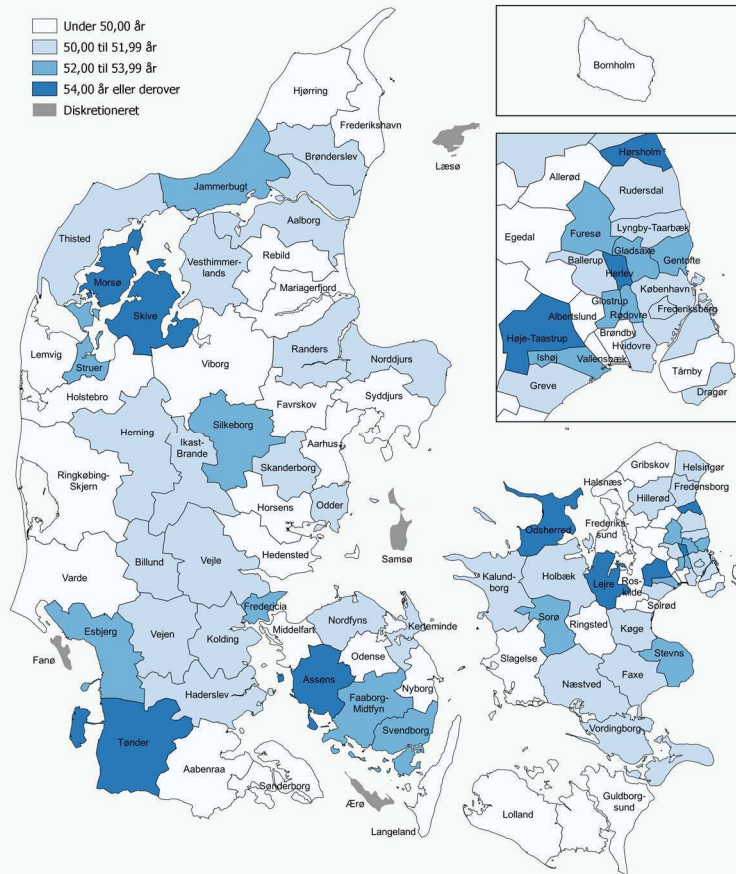 Under 50,00 år
50,00 til 51,99 år
52,00 til 53,99 år
54,00 år eller derover
Diskretioneret
Hjørring
Frederikshavn
Læsø
Brønderslev
Jammerbugt
Aalborg
Thisted
Vesthimmer-
lands
Rebild
Morsø
Mariagerfjord
Skive
Lemvig
Struer
Viborg
Randers
Norddjurs
Holstebro
Favrskov
Syddjurs
Silkeborg
Herning
Ikast-
Brande
Aarhus
Skanderborg
Ringkøbing-
Skjern
Horsens
Odder
Samsø
Hedensted
Billund
Vejle
Varde
Fredericia
Middelfart
Esbjerg
Vejen
Kolding
Fanø
Haderslev
Tønder
Aabenraa
Sønderborg
Nordfyns
Kerteminde
Odense
Assens
Nyborg
Faaborg-
Midtfyn
Svendborg
Ærø
Langeland
Bornholm
Hørsholm
Allerød
Rudersdal
Egedal
Furesø
Lyngby-Taarbæk
Gladsaxe
Gentofte
Ballerup
Herlev
København
Glostrup
Rødovre
Frederiksberg
Albertslund
Høje-Taastrup
Brøndby
Hvidovre
Ishøj
Vallensbæk
Tårnby
Greve
Dragør
Gribskov
Helsingør
Halsnæs
Hillerød
Fredensborg
Odsherred
Frederiks-
sund
Kalund-
borg
Holbæk
Lejre
Ros-
kilde
Solrød
Sorø
Ringsted
Køge
Slagelse
Stevns
Næstved
Faxe
Vordingborg
Lolland
Guldborg-
sund